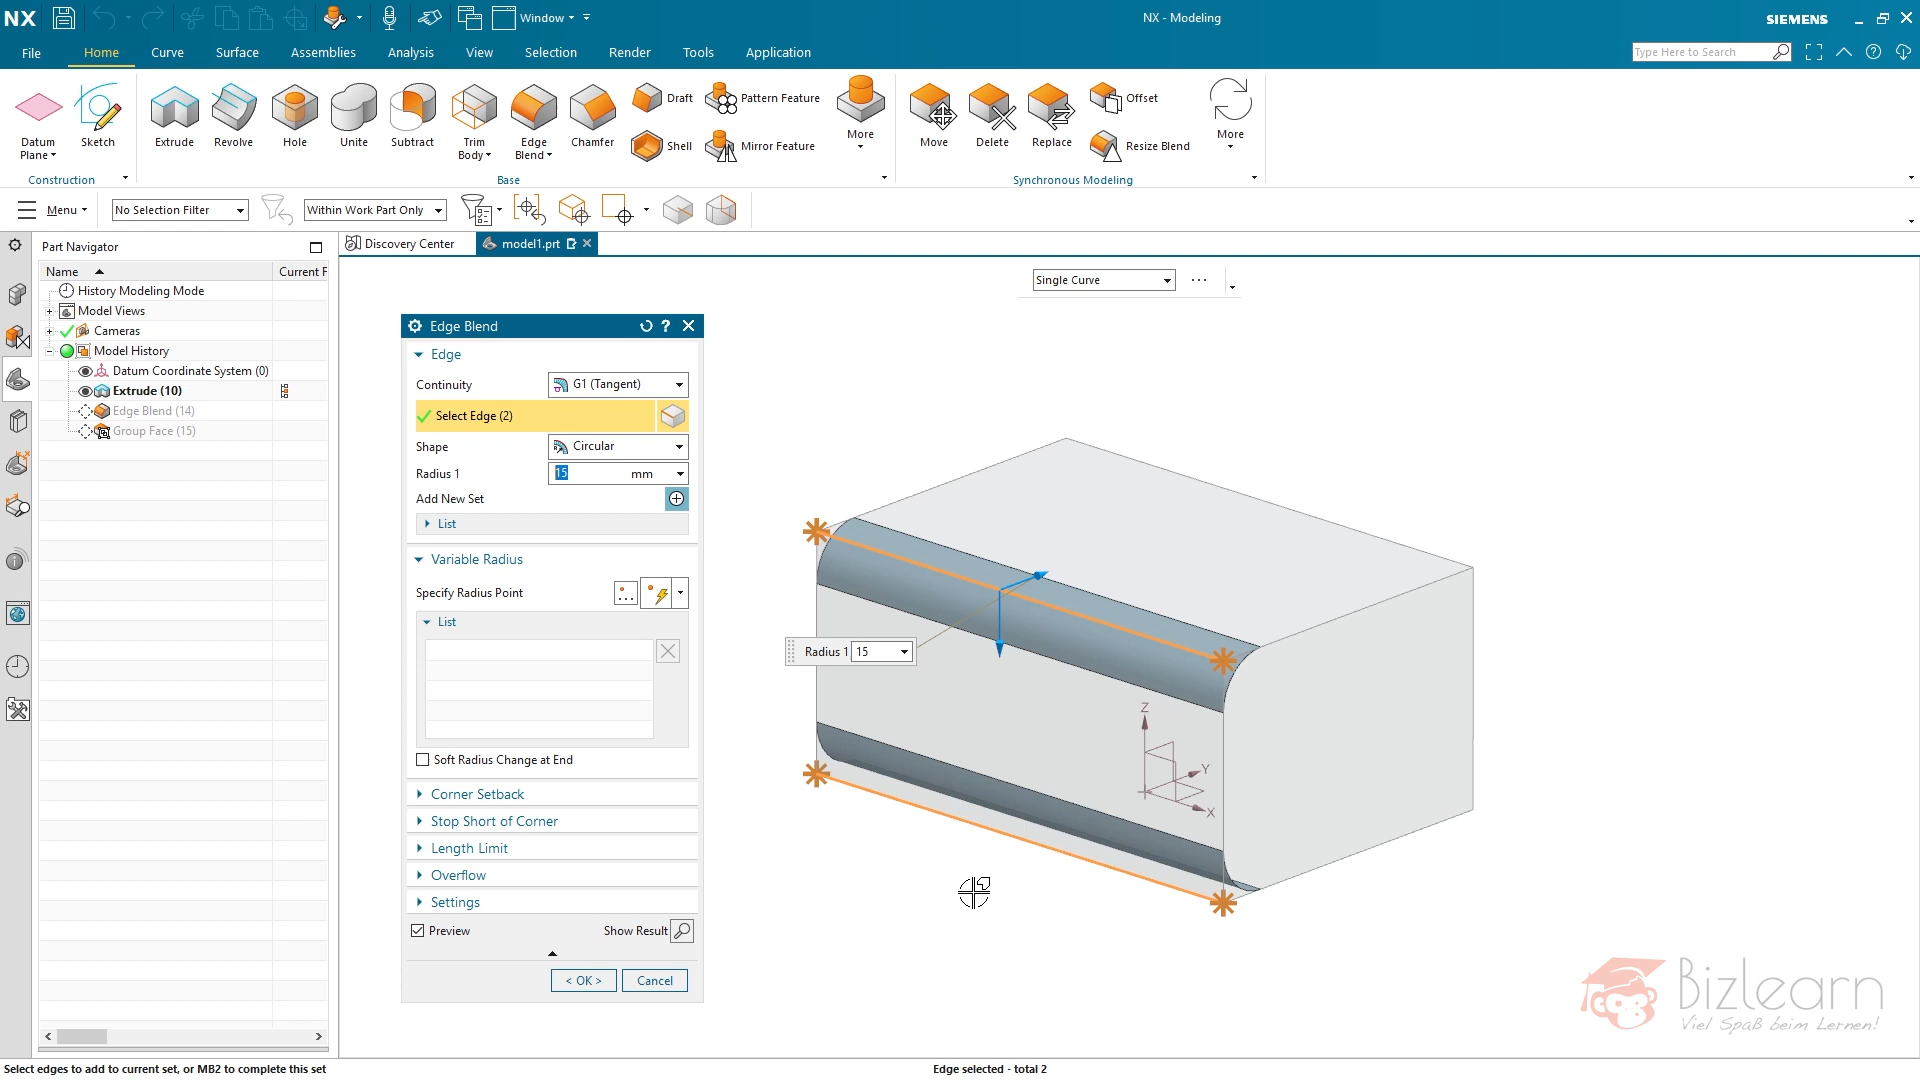 NX
Window
NX - Modeling
SIEMENS
File
Home
Curve
Surface
Assemblies
Analysis
View
Selection
Render
Tools
Application
Type Here to Search
Datum
Plane
Sketch
Extrude
Revolve
Hole
Unite
Subtract
Trim
Body
Edge
Blend
Chamfer
Draft
Shell
Pattern Feature
Mirror Feature
More
Move
Delete
Replace
Offset
Resize Blend
More
Construction
Base
Synchronous Modeling
Menu
No Selection Filter
Within Work Part Only
Part Navigator
Discovery Center
model1.prt
Name
Current F
History Modeling Mode
Model Views
Cameras
Model History
Datum Coordinate System (0)
Extrude (10)
Edge Blend (14)
Group Face (15)
Single Curve
Edge Blend
Edge
Continuity
G1 (Tangent)
Select Edge (2)
Shape
Circular
Radius 1
15
mm
Add New Set
List
Variable Radius
Specify Radius Point
List
Soft Radius Change at End
Corner Setback
Stop Short of Corner
Length Limit
Overflow
Settings
Preview
Show Result
< OK >
Cancel
Radius 1
15
Z
Y
X
Bizlearn
Viel Spaß beim Lernen!
Select edges to add to current set, or MB2 to complete this set
Edge selected - total 2